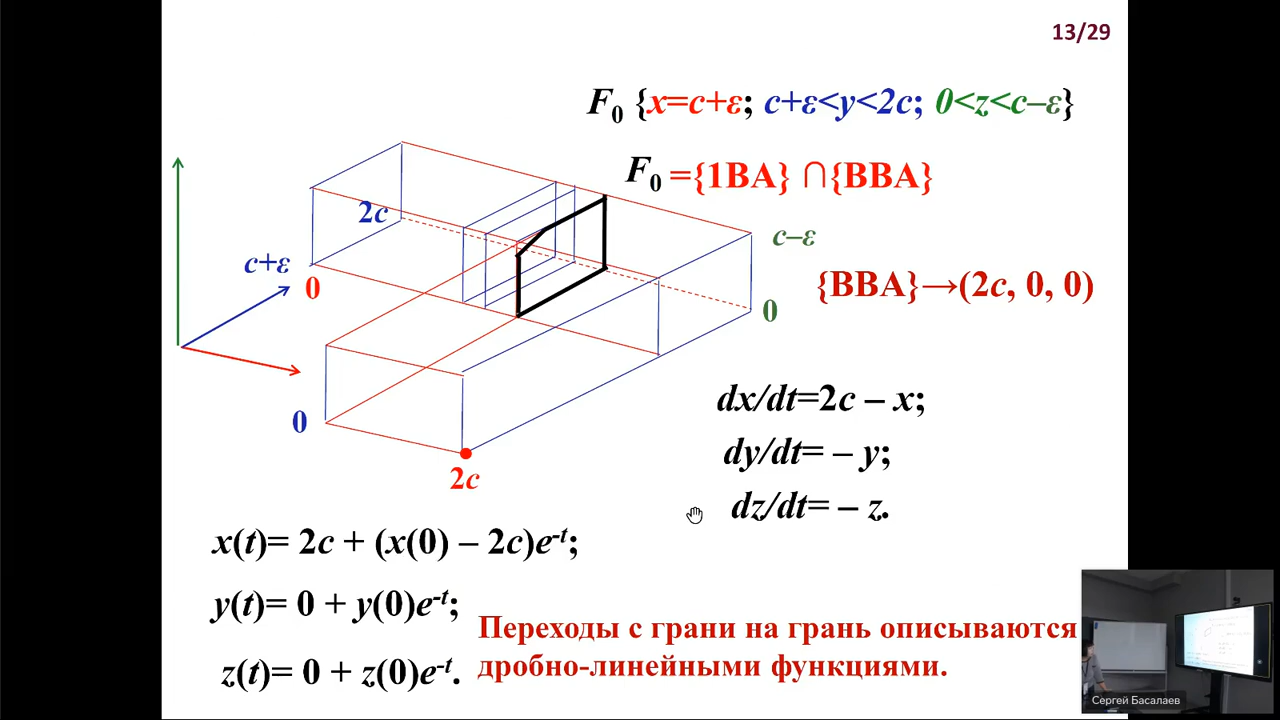 13/29
F₀ {x=c+ε; c+ε<y<2c; 0<z<c–ε}
F₀ ={1BA} ∩{BBA}
2c
c–ε
c+ε
0
{BBA}→(2c, 0, 0)
0
dx/dt=2c – x;
0
dy/dt= – y;
2c
dz/dt= – z.
x(t)= 2c + (x(0) – 2c)e⁻ᵗ;
y(t)= 0 + y(0)e⁻ᵗ;
z(t)= 0 + z(0)e⁻ᵗ.
Переходы с грани на грань описываются
дробно-линейными функциями.
Сергей Басалаев